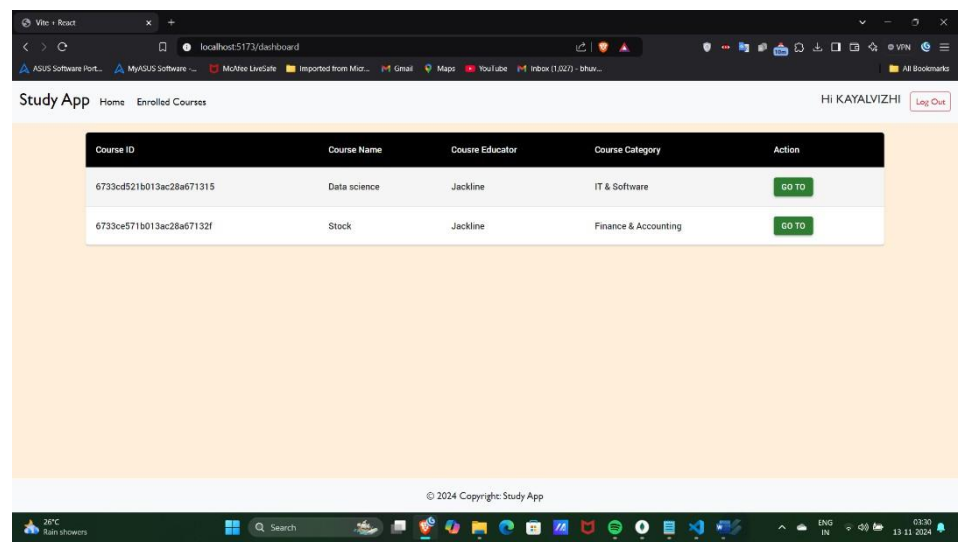 Vite + React
localhost:5173/dashboard
VPN
ASUS Software Port... MyASUS Software -... McAfee LiveSafe Imported from Micr... Gmail Maps YouTube Inbox (1,027) - bhuv... All Bookmarks
Study App Home Enrolled Courses Hi KAYALVIZHI Log Out
Course ID Course Name Cousre Educator Course Category Action
6733cd521b013ac28a671315 Data science Jackline IT & Software GO TO
6733ce571b013ac28a67132f Stock Jackline Finance & Accounting GO TO
© 2024 Copyright: Study App
26°C
Rain showers
Search
ENG
IN
03:30
13-11-2024